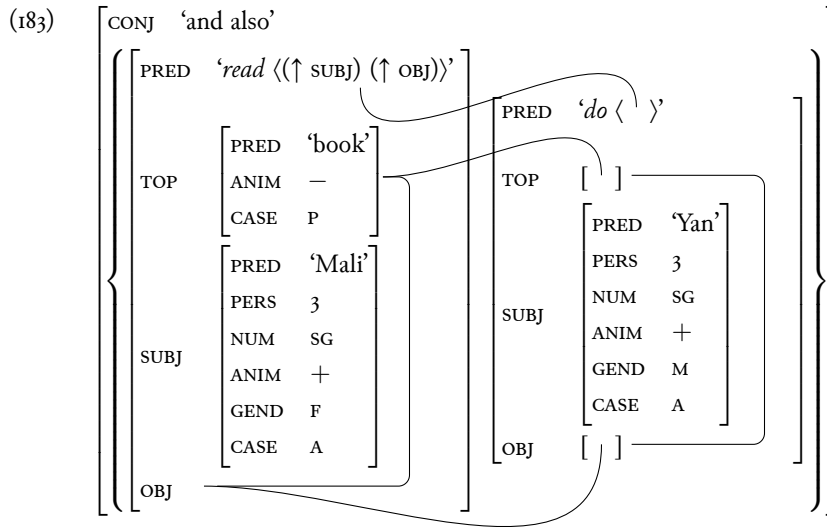 (183)
CONJ ‘and also’
PRED ‘read ⟨(↑ SUBJ) (↑ OBJ)⟩’
TOP
PRED ‘book’
ANIM −
CASE P
SUBJ
PRED ‘Mali’
PERS 3
NUM SG
ANIM +
GEND F
CASE A
OBJ
PRED ‘do ⟨ ⟩’
TOP [ ]
SUBJ
PRED ‘Yan’
PERS 3
NUM SG
ANIM +
GEND M
CASE A
OBJ [ ]